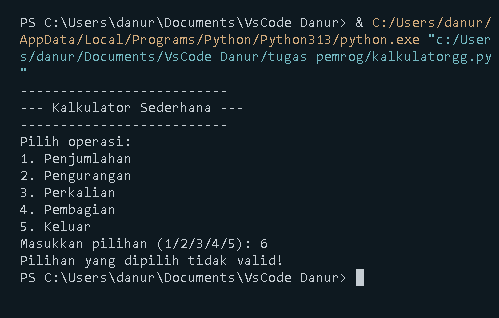 PS C:\Users\danur\Documents\VsCode Danur> & C:/Users/danur/
AppData/Local/Programs/Python/Python313/python.exe "c:/User
s/danur/Documents/VsCode Danur/tugas pemrog/kalkulatorgg.py
"
--------------------------
--- Kalkulator Sederhana ---
--------------------------
Pilih operasi:
1. Penjumlahan
2. Pengurangan
3. Perkalian
4. Pembagian
5. Keluar
Masukkan pilihan (1/2/3/4/5): 6
Pilihan yang dipilih tidak valid!
PS C:\Users\danur\Documents\VsCode Danur>